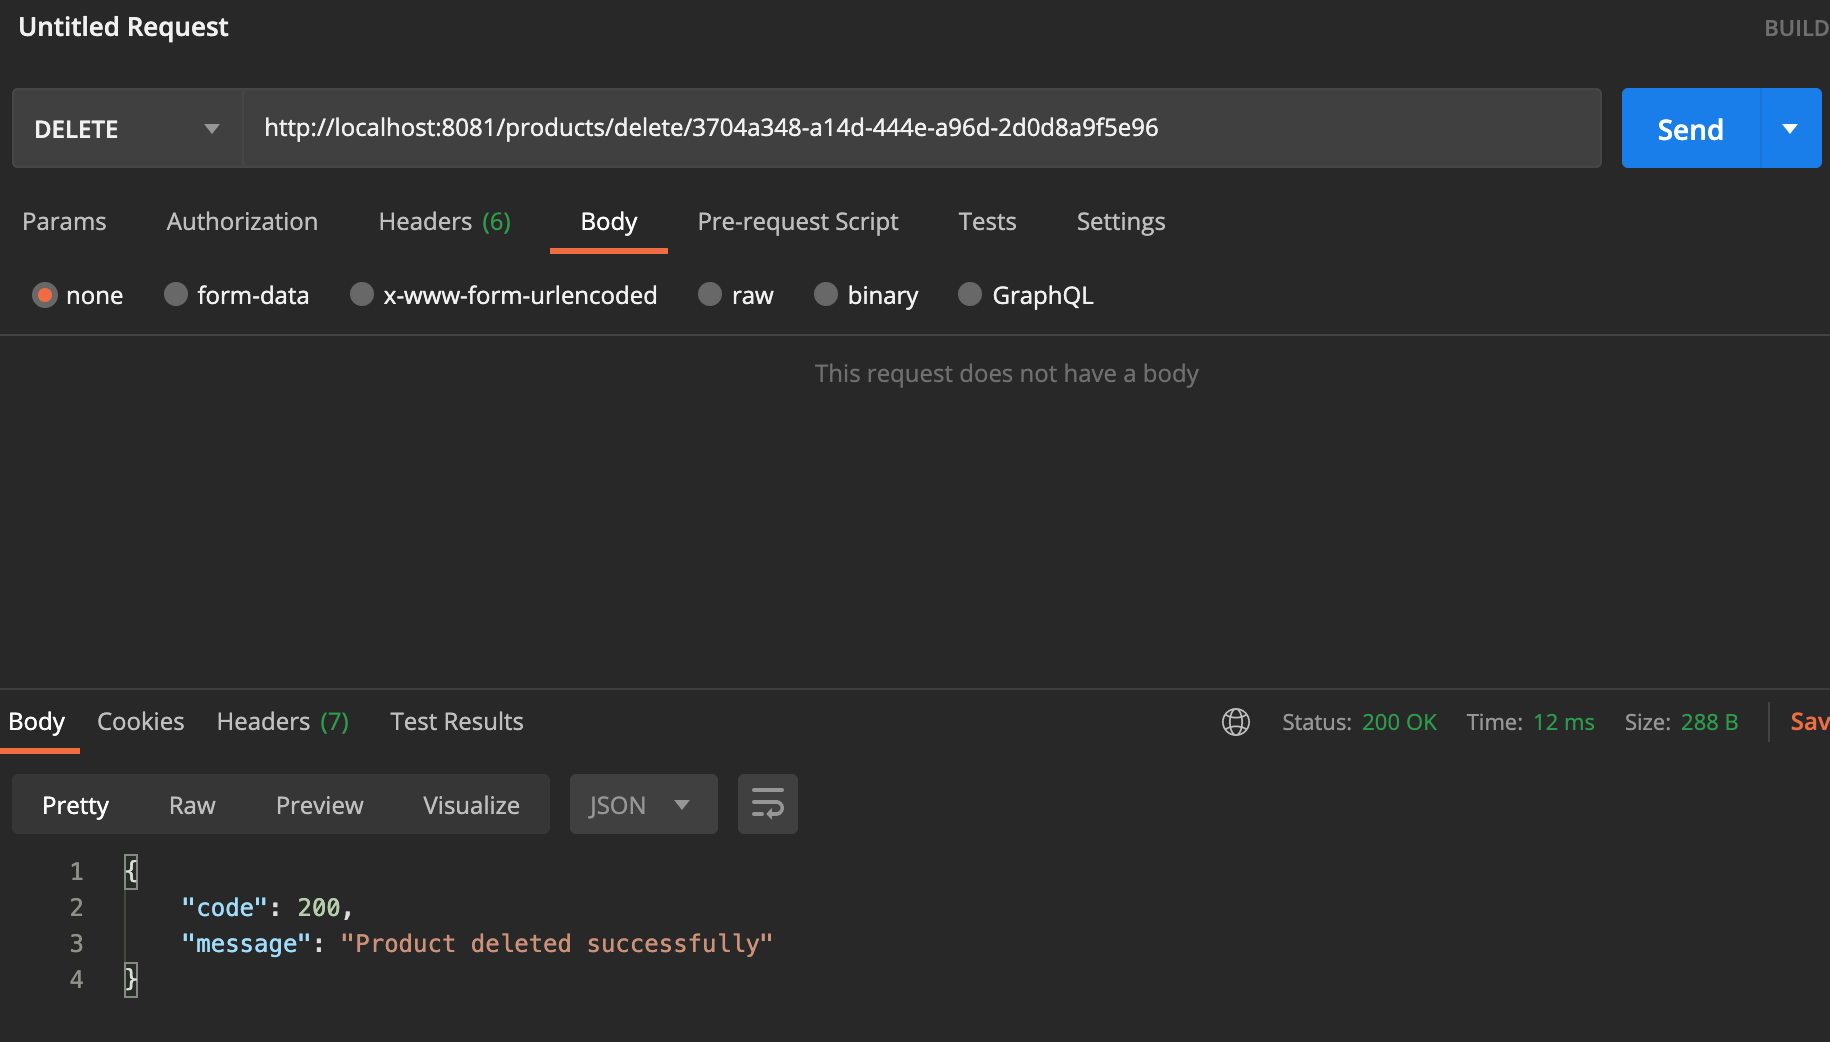 Untitled Request
BUILD
DELETE http://localhost:8081/products/delete/3704a348-a14d-444e-a96d-2d0d8a9f5e96 Send
Params Authorization Headers (6) Body Pre-request Script Tests Settings
none form-data x-www-form-urlencoded raw binary GraphQL
This request does not have a body
Body Cookies Headers (7) Test Results Status: 200 OK Time: 12 ms Size: 288 B Sav
Pretty Raw Preview Visualize JSON
1 {
2 "code": 200,
3 "message": "Product deleted successfully"
4 }